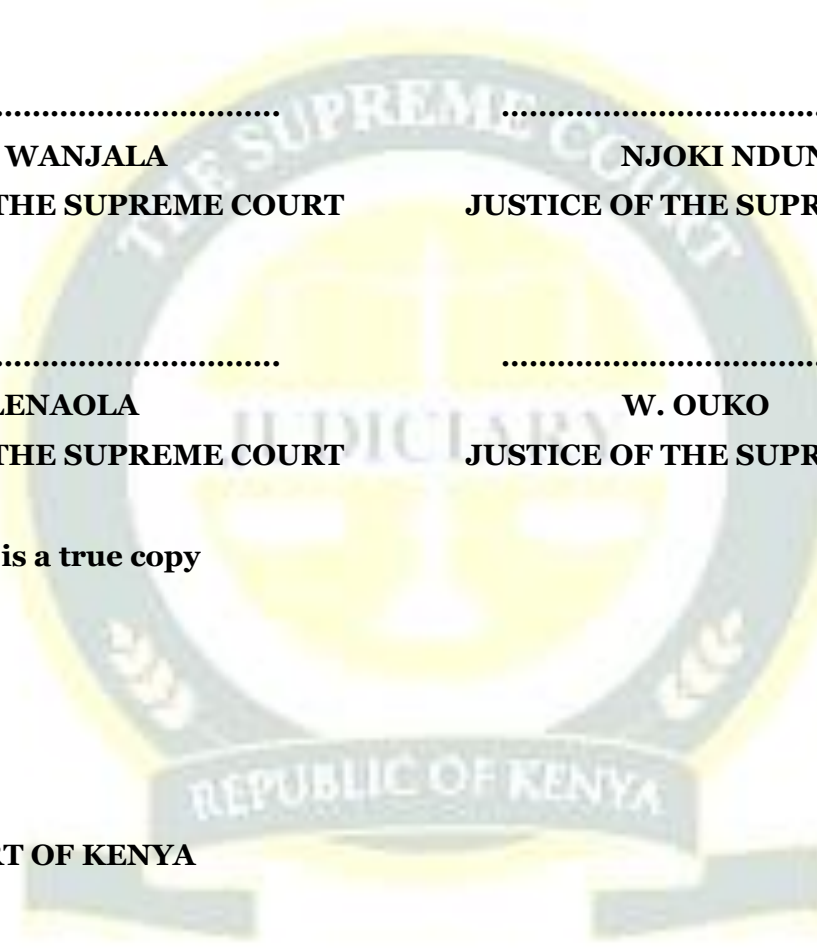 THE SUPREME COURT
.............................. ..............................
WANJALA NJOKI NDUN
THE SUPREME COURT JUSTICE OF THE SUPR
.............................. ..............................
LENAOLA W. OUKO
THE SUPREME COURT JUSTICE OF THE SUPR
JUDICIARY
is a true copy
REPUBLIC OF KENYA
RT OF KENYA